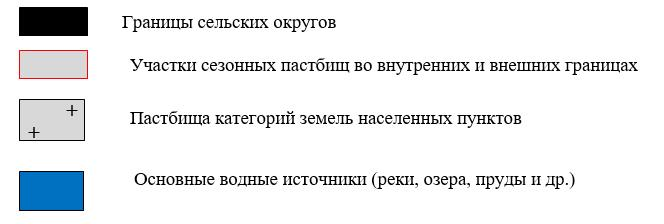 Границы сельских округов
Участки сезонных пастбищ во внутренних и внешних границах
Пастбища категорий земель населенных пунктов
Основные водные источники (реки, озера, пруды и др.)